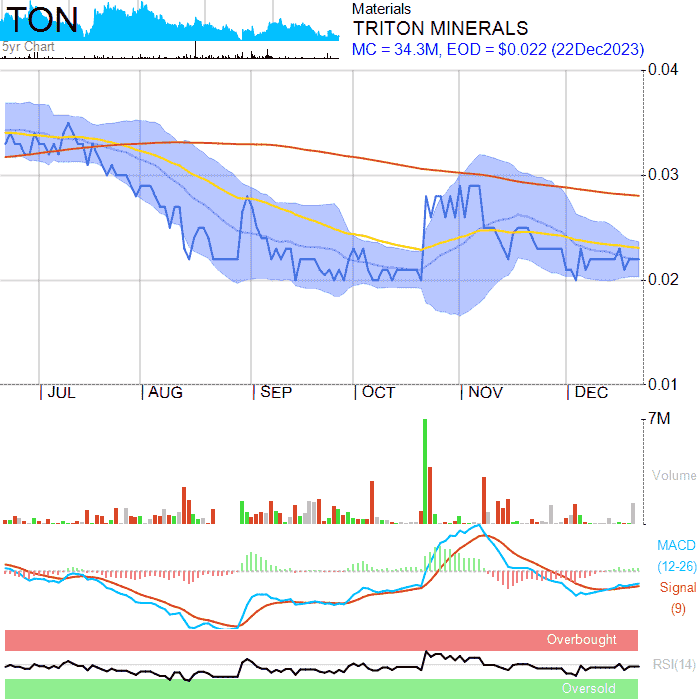 TON
5yr Chart
Materials
TRITON MINERALS
MC = 34.3M, EOD = $0.022 (22Dec2023)
0.04
0.03
0.02
0.01
JUL AUG SEP OCT NOV DEC
7M
Volume
MACD
(12-26)
Signal
(9)
Overbought
RSI(14)
Oversold